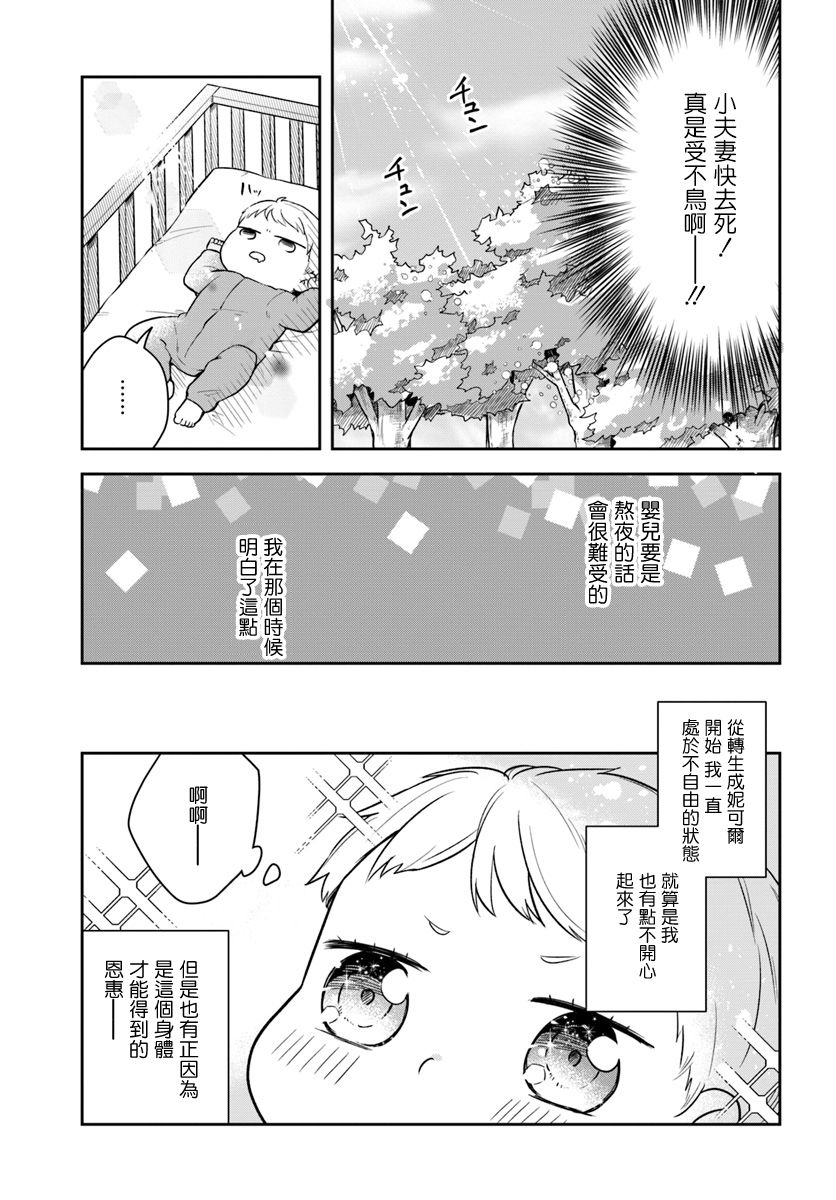 小夫妻快去死！
真是受不鳥啊——!!
チュン
チュン
ハッ
……
嬰兒要是
熬夜的話
會很難受的
我在那個時候
明白了這點
從轉生成妮可爾
開始 我一直
處於不自由的狀態
就算是我
也有點不開心
起來了
啊
啊——
但是也有正因為
是這個身體
才能得到的
恩惠——